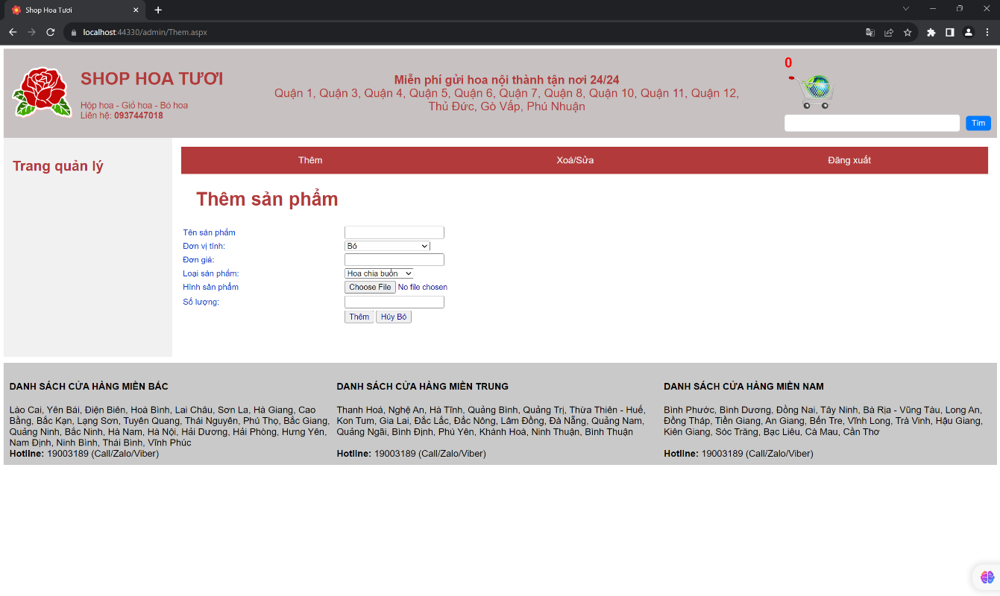 Shop Hoa Tươi
localhost:44330/admin/Them.aspx
SHOP HOA TƯƠI
Hộp hoa - Giỏ hoa - Bó hoa
Liên hệ: 0937447018
Miễn phí gửi hoa nội thành tận nơi 24/24
Quận 1, Quận 3, Quận 4, Quận 5, Quận 6, Quận 7, Quận 8, Quận 10, Quận 11, Quận 12,
Thủ Đức, Gò Vấp, Phú Nhuận
0
Tìm
Trang quản lý
Thêm
Xoá/Sửa
Đăng xuất
Thêm sản phẩm
Tên sản phẩm
Đơn vị tính:
Bó
Đơn giá:
Loại sản phẩm:
Hoa chia buồn
Hình sản phẩm
Choose File No file chosen
Số lượng:
Thêm
Hủy Bỏ
DANH SÁCH CỬA HÀNG MIỀN BẮC
Lào Cai, Yên Bái, Điện Biên, Hoà Bình, Lai Châu, Sơn La, Hà Giang, Cao
Bằng, Bắc Kạn, Lạng Sơn, Tuyên Quang, Thái Nguyên, Phú Thọ, Bắc Giang,
Quảng Ninh, Bắc Ninh, Hà Nam, Hà Nội, Hải Dương, Hải Phòng, Hưng Yên,
Nam Định, Ninh Bình, Thái Bình, Vĩnh Phúc
Hotline: 19003189 (Call/Zalo/Viber)
DANH SÁCH CỬA HÀNG MIỀN TRUNG
Thanh Hoá, Nghệ An, Hà Tĩnh, Quảng Bình, Quảng Trị, Thừa Thiên - Huế,
Kon Tum, Gia Lai, Đắc Lắc, Đắc Nông, Lâm Đồng, Đà Nẵng, Quảng Nam,
Quảng Ngãi, Bình Định, Phú Yên, Khánh Hoà, Ninh Thuận, Bình Thuận
Hotline: 19003189 (Call/Zalo/Viber)
DANH SÁCH CỬA HÀNG MIỀN NAM
Bình Phước, Bình Dương, Đồng Nai, Tây Ninh, Bà Rịa - Vũng Tàu, Long An,
Đồng Tháp, Tiền Giang, An Giang, Bến Tre, Vĩnh Long, Trà Vinh, Hậu Giang,
Kiên Giang, Sóc Trăng, Bạc Liêu, Cà Mau, Cần Thơ
Hotline: 19003189 (Call/Zalo/Viber)